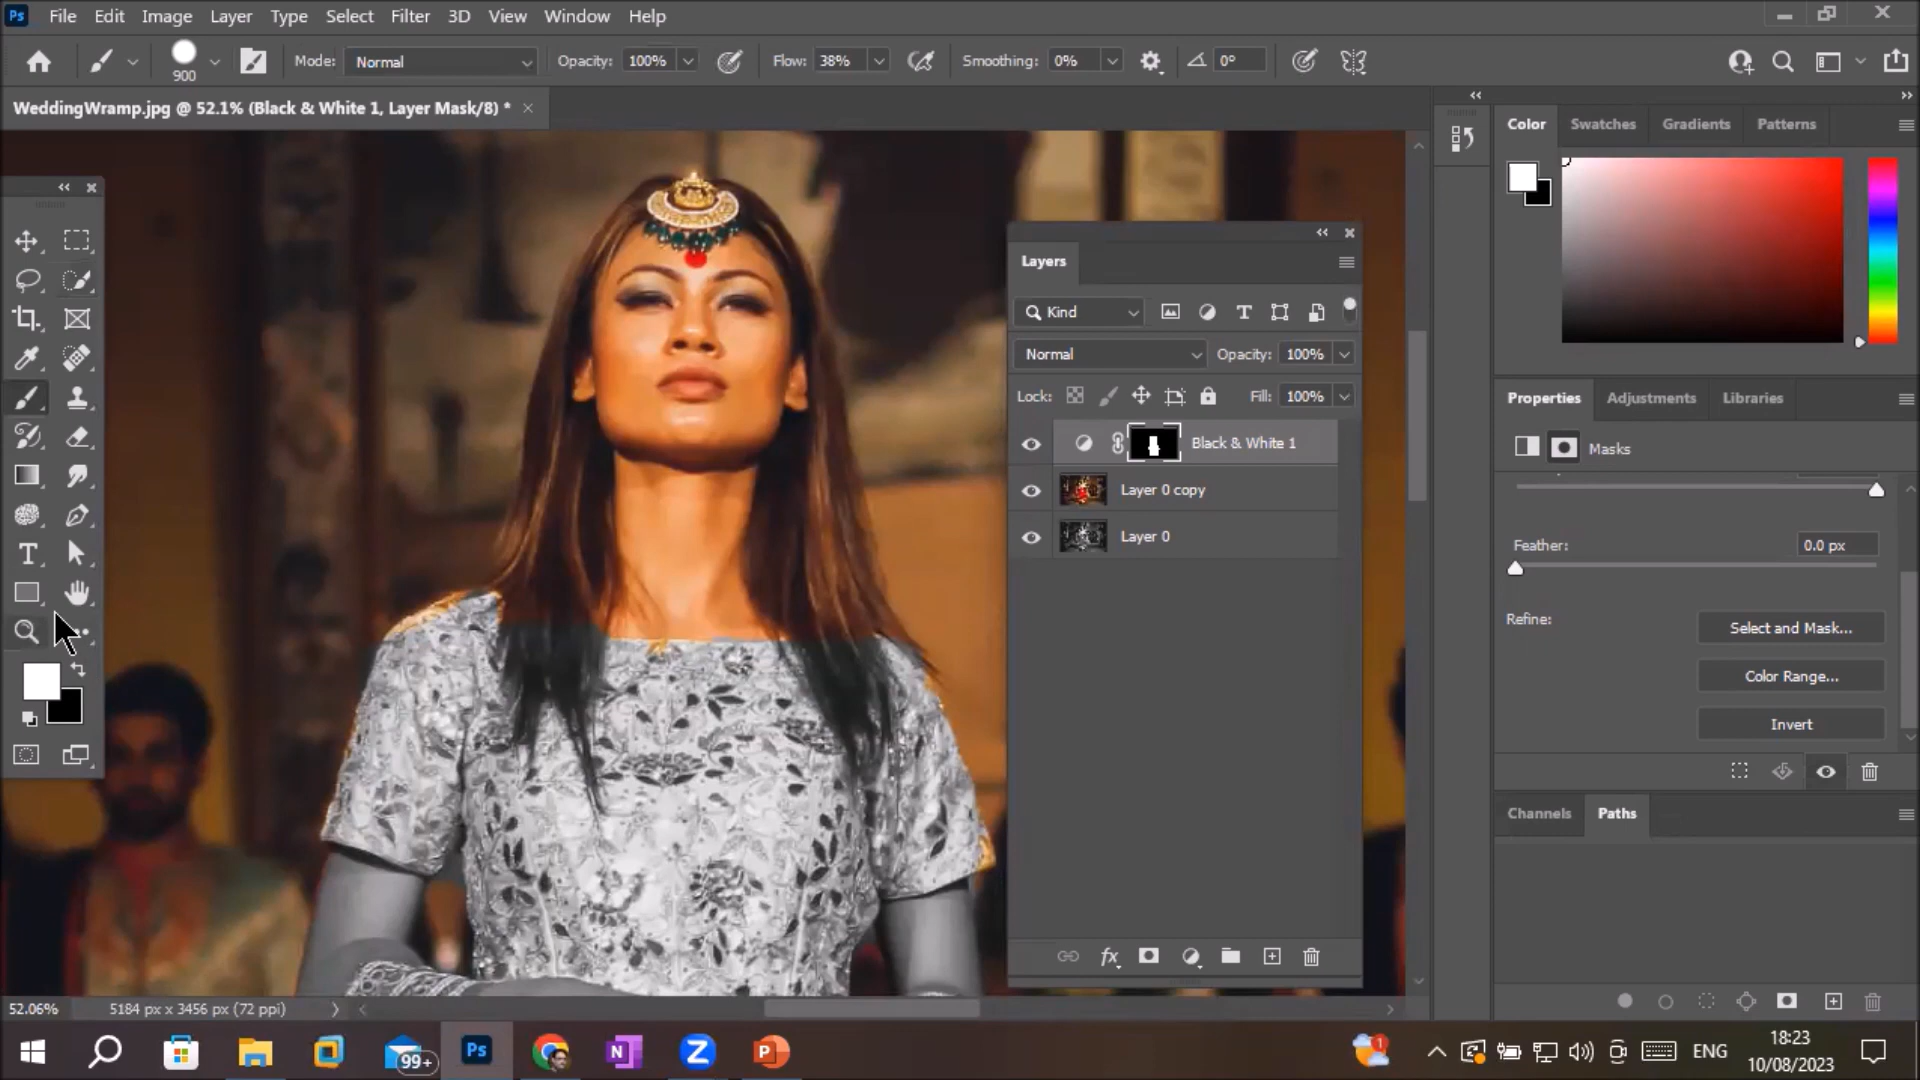 Ps File Edit Image Layer Type Select Filter 3D View Window Help
900 Mode: Normal Opacity: 100% Flow: 38% Smoothing: 0% 0°
WeddingWramp.jpg @ 52.1% (Black & White 1, Layer Mask/8) *
Color Swatches Gradients Patterns
Layers
Kind
Normal Opacity: 100%
Lock: Fill: 100%
Black & White 1
Layer 0 copy
Layer 0
fx
Properties Adjustments Libraries
Masks
Feather: 0.0 px
Refine: Select and Mask...
Color Range...
Invert
Channels Paths
52.06% 5184 px x 3456 px (72 ppi)
99+ Ps N Z P 1 ENG 18:23
10/08/2023